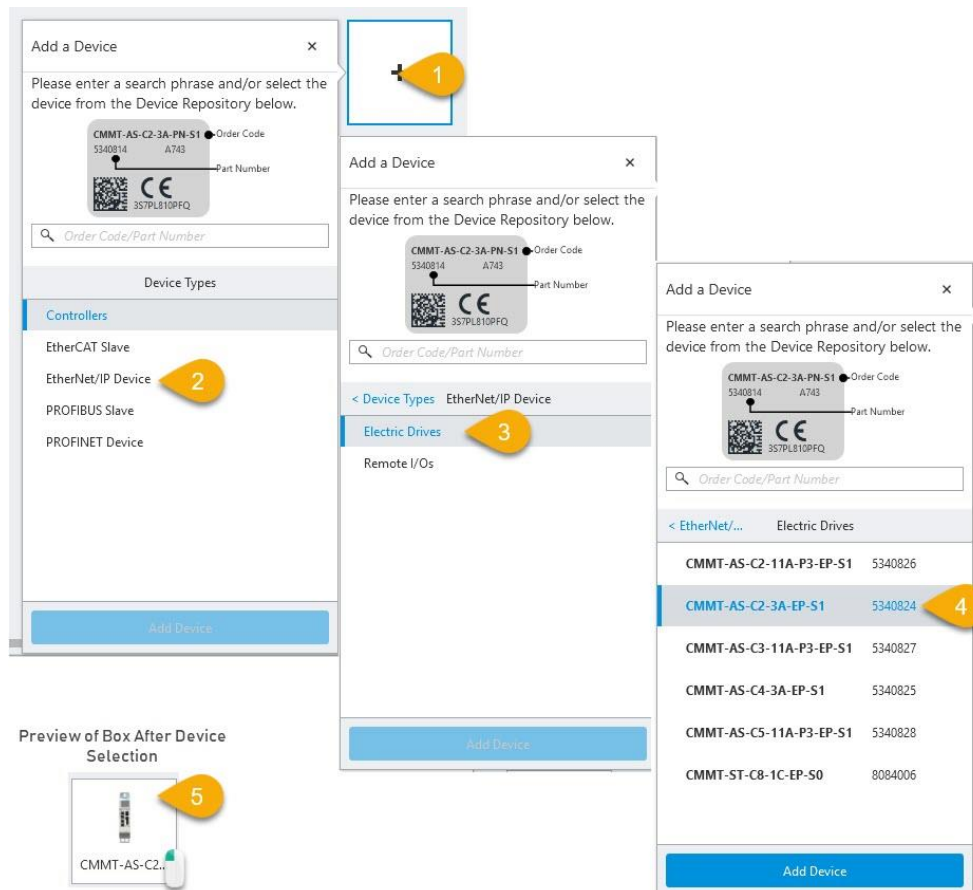 Add a Device ×
1
Please enter a search phrase and/or select the
device from the Device Repository below.
CMMT-AS-C2-3A-PN-S1 Order Code
5340814 A743
Part Number
CE
3S7PL810PFQ
Order Code/Part Number
Device Types
Controllers
EtherCAT Slave
EtherNet/IP Device 2
PROFIBUS Slave
PROFINET Device
Add Device
Add a Device ×
Please enter a search phrase and/or select the
device from the Device Repository below.
CMMT-AS-C2-3A-PN-S1 Order Code
5340814 A743
Part Number
CE
3S7PL810PFQ
Order Code/Part Number
< Device Types EtherNet/IP Device
Electric Drives 3
Remote I/Os
Add Device
Add a Device ×
Please enter a search phrase and/or select the
device from the Device Repository below.
CMMT-AS-C2-3A-PN-S1 Order Code
5340814 A743
Part Number
CE
3S7PL810PFQ
Order Code/Part Number
< EtherNet/... Electric Drives
CMMT-AS-C2-11A-P3-EP-S1 5340826
CMMT-AS-C2-3A-EP-S1 5340824 4
CMMT-AS-C3-11A-P3-EP-S1 5340827
CMMT-AS-C4-3A-EP-S1 5340825
CMMT-AS-C5-11A-P3-EP-S1 5340828
CMMT-ST-C8-1C-EP-S0 8084006
Add Device
Preview of Box After Device
Selection
5
CMMT-AS-C2..